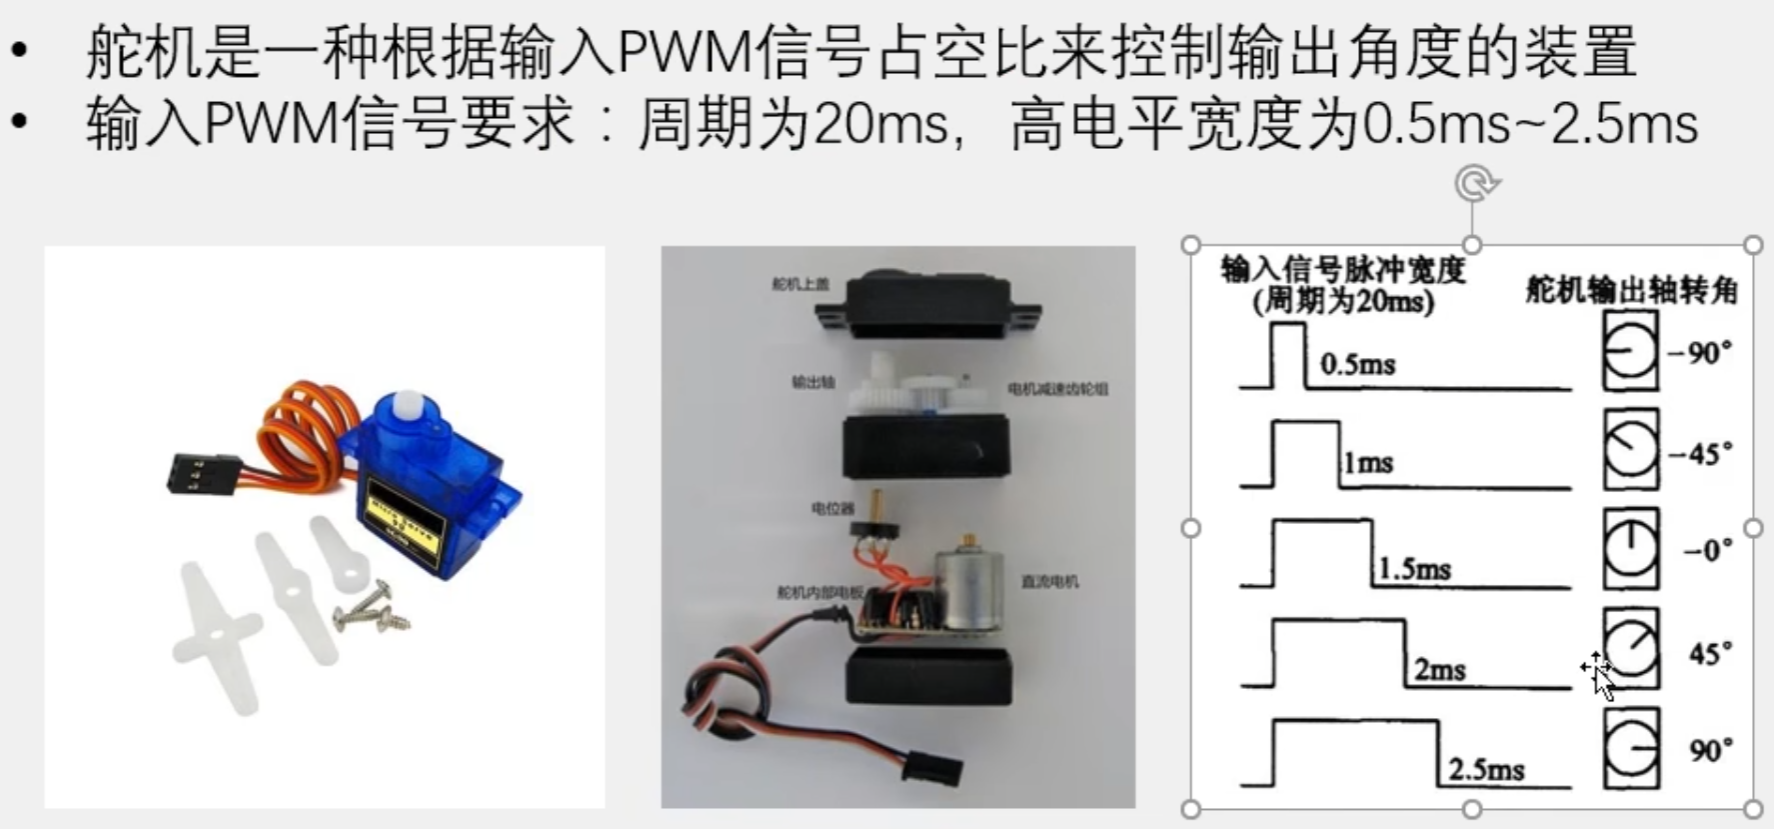 • 舵机是一种根据输入PWM信号占空比来控制输出角度的装置
• 输入PWM信号要求：周期为20ms，高电平宽度为0.5ms~2.5ms
舵机上盖
输出轴
电机减速齿轮组
电位器
直流电机
舵机内部电板
输入信号脉冲宽度
(周期为20ms)
舵机输出轴转角
0.5ms
-90°
1ms
-45°
1.5ms
-0°
2ms
45°
2.5ms
90°